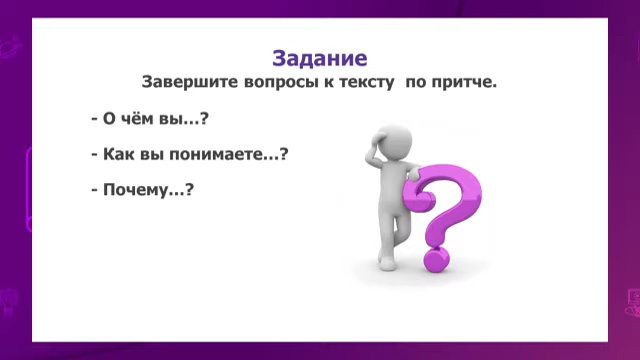 Задание
Завершите вопросы к тексту по притче.
- О чём вы...?
- Как вы понимаете...?
- Почему...?